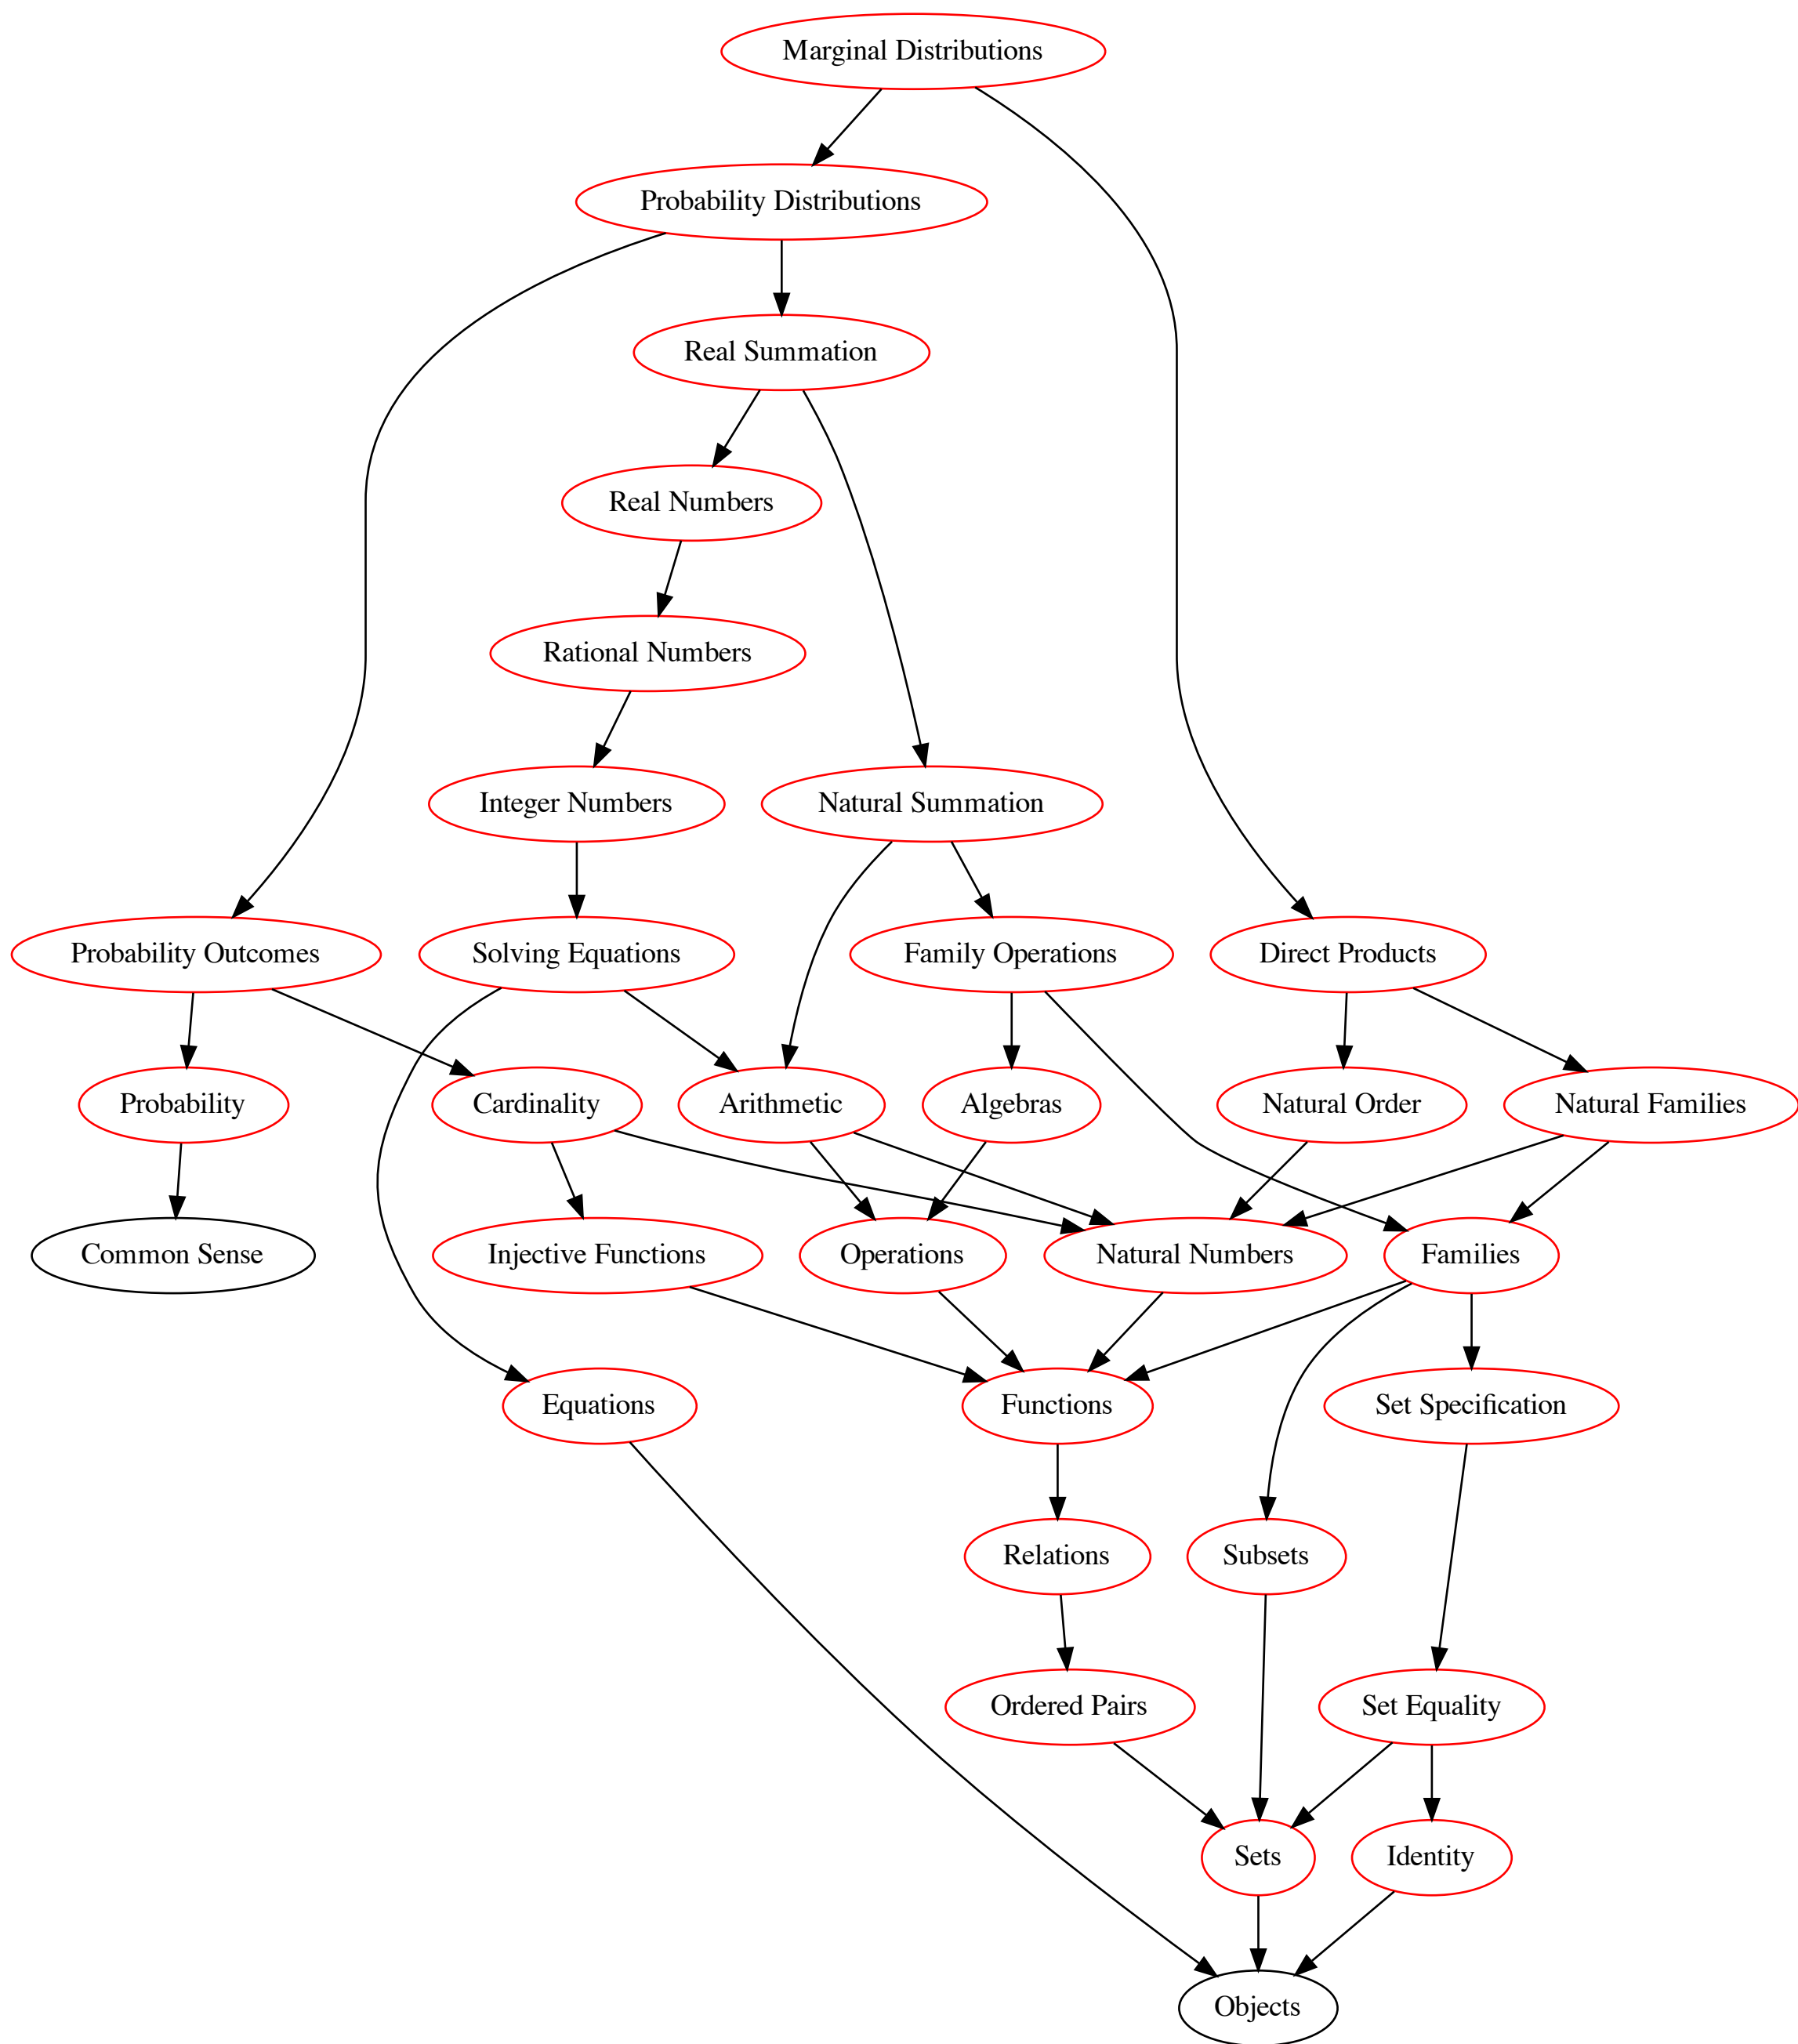 Marginal Distributions
Probability Distributions
Real Summation
Real Numbers
Rational Numbers
Integer Numbers
Natural Summation
Probability Outcomes
Solving Equations
Family Operations
Direct Products
Probability
Cardinality
Arithmetic
Algebras
Natural Order
Natural Families
Common Sense
Injective Functions
Operations
Natural Numbers
Families
Equations
Functions
Set Specification
Relations
Subsets
Ordered Pairs
Set Equality
Sets
Identity
Objects